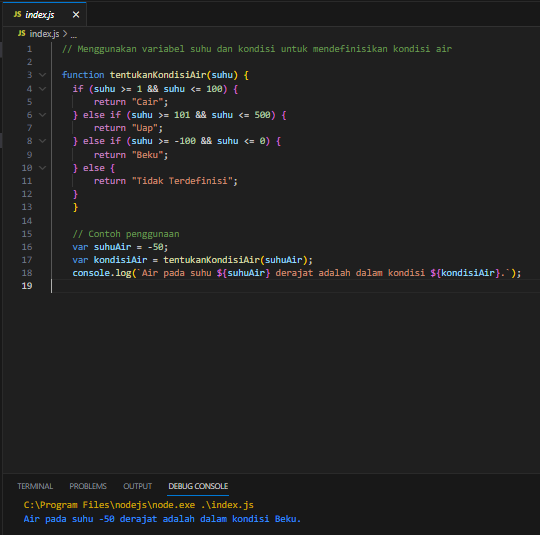 JS index.js ×
JS index.js > ...
1 // Menggunakan variabel suhu dan kondisi untuk mendefinisikan kondisi air
2
3 function tentukanKondisiAir(suhu) {
4 if (suhu >= 1 && suhu <= 100) {
5 return "Cair";
6 } else if (suhu >= 101 && suhu <= 500) {
7 return "Uap";
8 } else if (suhu >= -100 && suhu <= 0) {
9 return "Beku";
10 } else {
11 return "Tidak Terdefinisi";
12 }
13 }
14
15 // Contoh penggunaan
16 var suhuAir = -50;
17 var kondisiAir = tentukanKondisiAir(suhuAir);
18 console.log(`Air pada suhu ${suhuAir} derajat adalah dalam kondisi ${kondisiAir}.`);
19
TERMINAL PROBLEMS OUTPUT DEBUG CONSOLE
C:\Program Files\nodejs\node.exe .\index.js
Air pada suhu -50 derajat adalah dalam kondisi Beku.